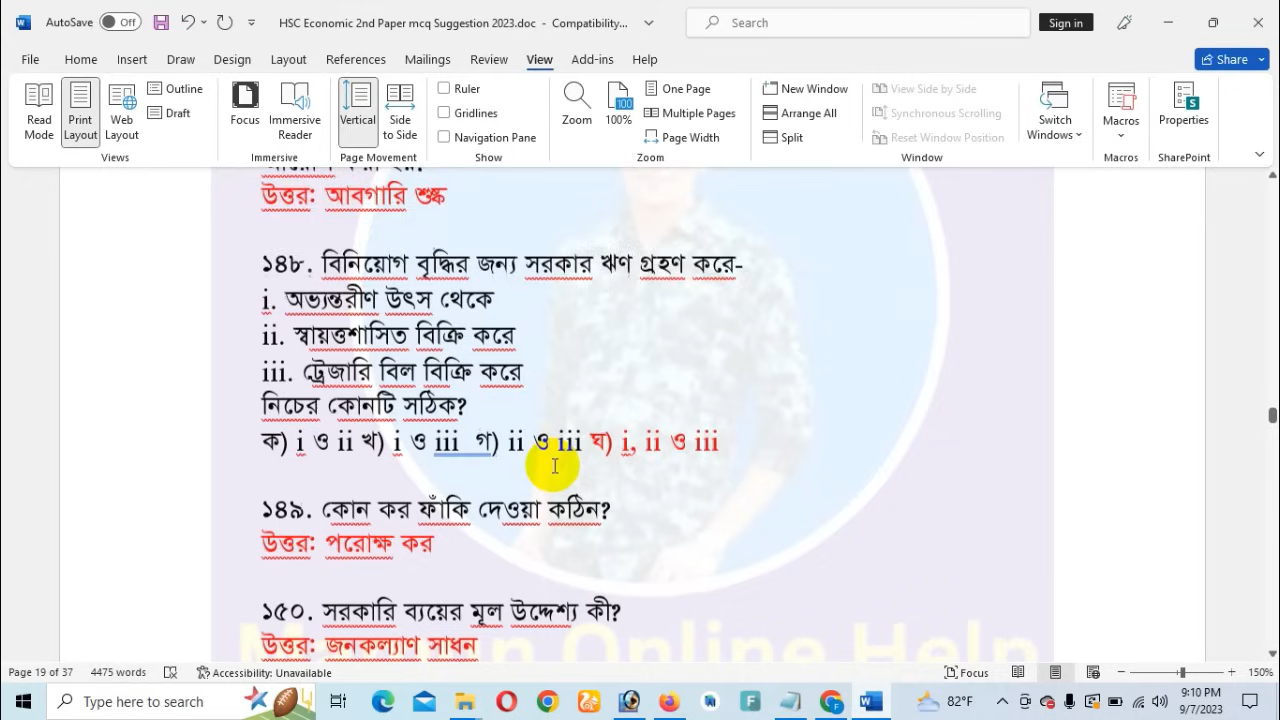 AutoSave Off HSC Economic 2nd Paper mcq Suggestion 2023.doc - Compatibility... Search Sign in
File Home Insert Draw Design Layout References Mailings Review View Add-ins Help Share
Read Mode
Print Layout
Web Layout
Outline
Draft
Views
Focus
Immersive Reader
Immersive
Vertical
Side to Side
Page Movement
Ruler
Gridlines
Navigation Pane
Show
Zoom
100
100%
One Page
Multiple Pages
Page Width
Zoom
New Window
Arrange All
Split
View Side by Side
Synchronous Scrolling
Reset Window Position
Switch Windows
Window
Macros
Macros
Properties
SharePoint
উত্তর: আবগারি শুল্ক
১৪৮. বিনিয়োগ বৃদ্ধির জন্য সরকার ঋণ গ্রহণ করে-
i. অভ্যন্তরীণ উৎস থেকে
ii. স্বায়ত্তশাসিত বিক্রি করে
iii. ট্রেজারি বিল বিক্রি করে
নিচের কোনটি সঠিক?
ক) i ও ii খ) i ও iii গ) ii ও iii ঘ) i, ii ও iii
১৪৯. কোন কর ফাঁকি দেওয়া কঠিন?
উত্তর: পরোক্ষ কর
১৫০. সরকারি ব্যয়ের মূল উদ্দেশ্য কী?
উত্তর: জনকল্যাণ সাধন
Online Help
Page 19 of 37 4475 words Accessibility: Unavailable Focus 150%
Type here to search 82°F 9:10 PM
9/7/2023